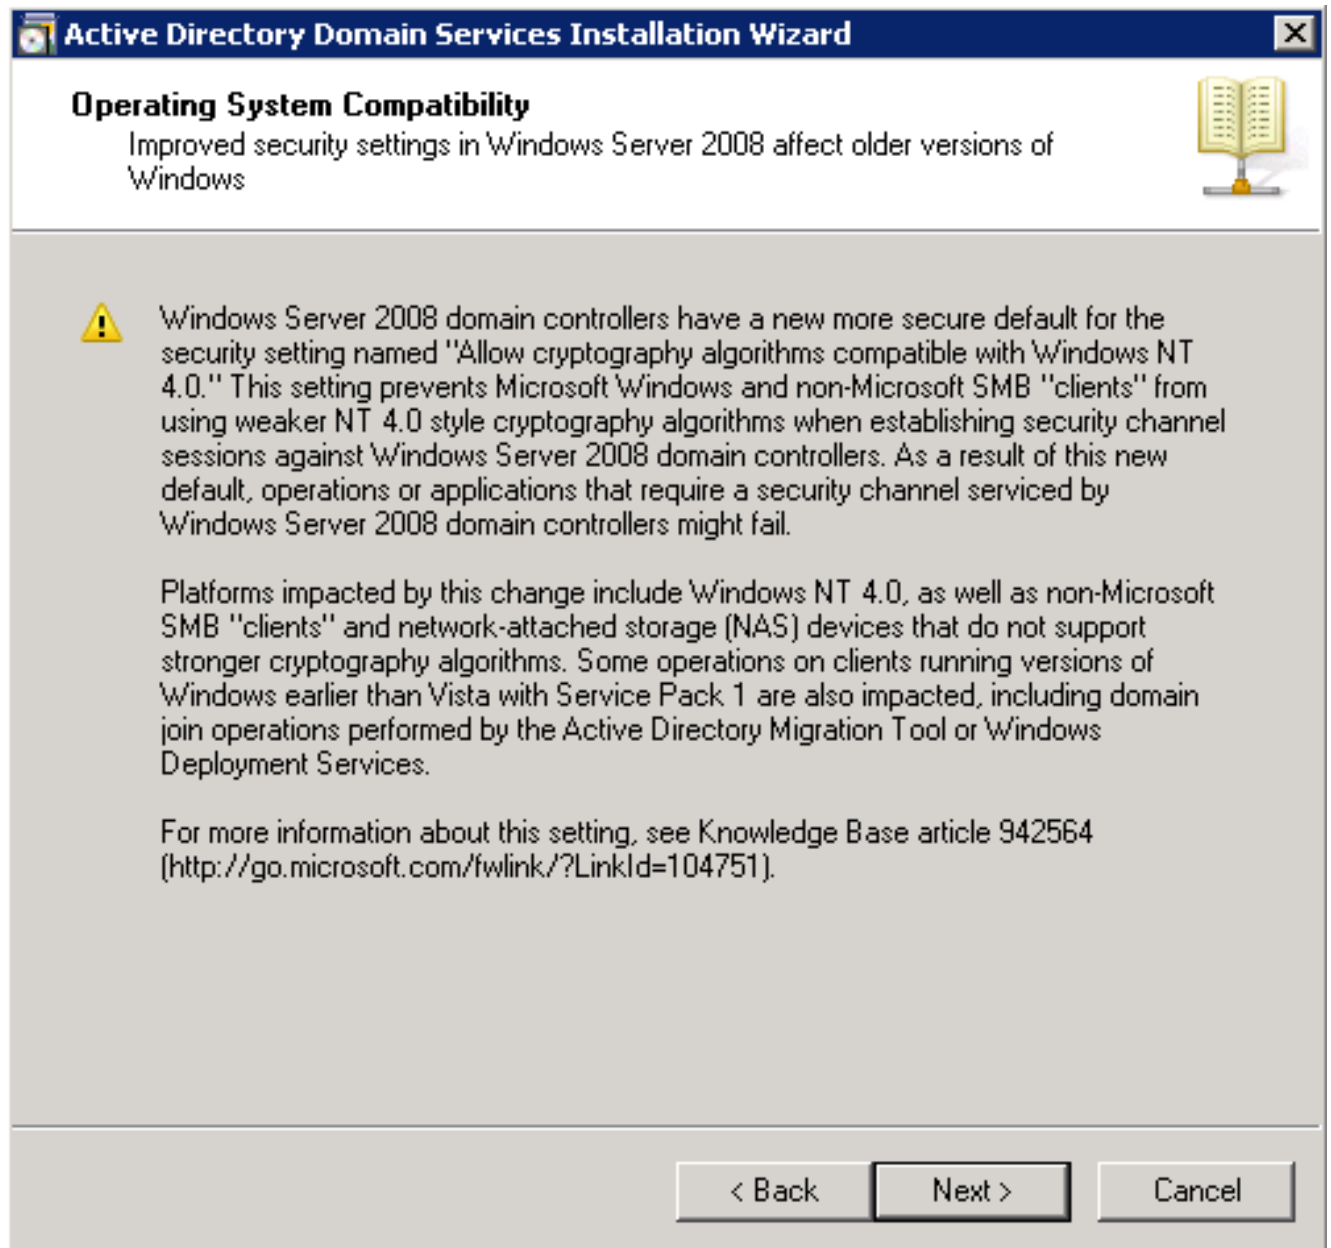 Active Directory Domain Services Installation Wizard
Operating System Compatibility
Improved security settings in Windows Server 2008 affect older versions of
Windows
Windows Server 2008 domain controllers have a new more secure default for the
security setting named "Allow cryptography algorithms compatible with Windows NT
4.0." This setting prevents Microsoft Windows and non-Microsoft SMB "clients" from
using weaker NT 4.0 style cryptography algorithms when establishing security channel
sessions against Windows Server 2008 domain controllers. As a result of this new
default, operations or applications that require a security channel serviced by
Windows Server 2008 domain controllers might fail.
Platforms impacted by this change include Windows NT 4.0, as well as non-Microsoft
SMB "clients" and network-attached storage (NAS) devices that do not support
stronger cryptography algorithms. Some operations on clients running versions of
Windows earlier than Vista with Service Pack 1 are also impacted, including domain
join operations performed by the Active Directory Migration Tool or Windows
Deployment Services.
For more information about this setting, see Knowledge Base article 942564
(http://go.microsoft.com/fwlink/?LinkId=104751).
< Back
Next >
Cancel